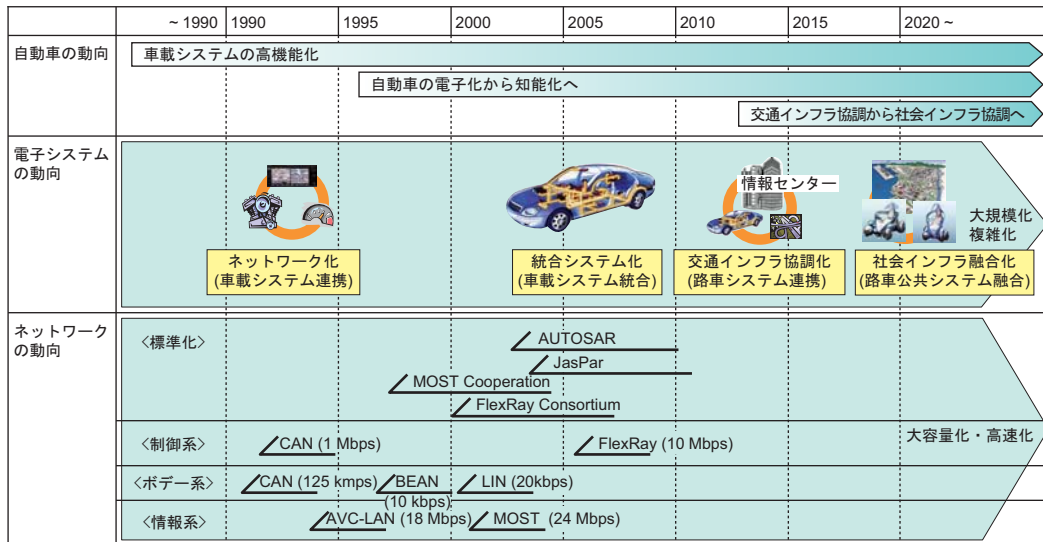 ~ 1990 1990 1995 2000 2005 2010 2015 2020 ~
自動車の動向
車載システムの高機能化
自動車の電子化から知能化へ
交通インフラ協調から社会インフラ協調へ
電子システム
の動向
情報センター
大規模化
複雑化
ネットワーク化
(車載システム連携)
統合システム化
(車載システム統合)
交通インフラ協調化
(路車システム連携)
社会インフラ融合化
(路車公共システム融合)
ネットワーク
の動向
〈標準化〉
AUTOSAR
JasPar
MOST Cooperation
FlexRay Consortium
〈制御系〉
CAN (1 Mbps)
FlexRay (10 Mbps)
大容量化・高速化
〈ボデー系〉
CAN (125 kmps)
BEAN
(10 kbps)
LIN (20kbps)
〈情報系〉
AVC-LAN (18 Mbps)
MOST (24 Mbps)